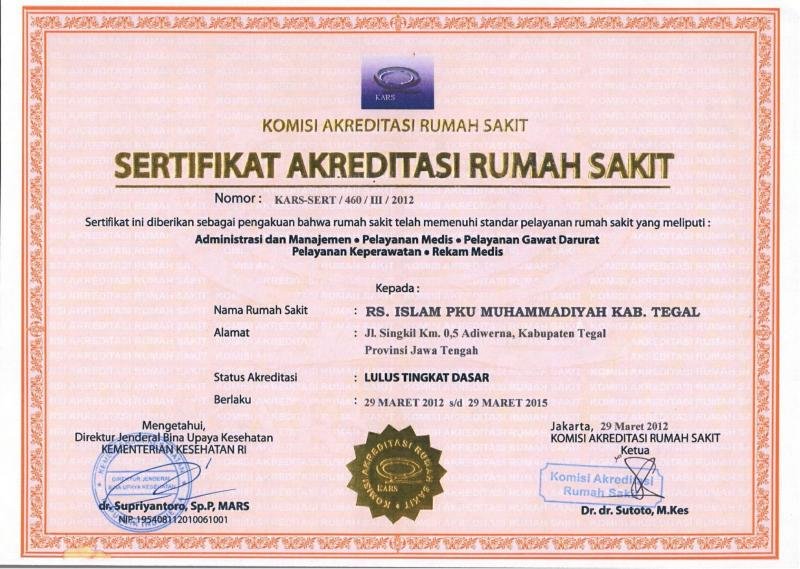 KARS
KOMISI AKREDITASI RUMAH SAKIT
SERTIFIKAT AKREDITASI RUMAH SAKIT
Nomor : KARS-SERT / 460 / III / 2012
Sertifikat ini diberikan sebagai pengakuan bahwa rumah sakit telah memenuhi standar pelayanan rumah sakit yang meliputi :
Administrasi dan Manajemen • Pelayanan Medis • Pelayanan Gawat Darurat
Pelayanan Keperawatan • Rekam Medis
Kepada :
Nama Rumah Sakit : RS. ISLAM PKU MUHAMMADIYAH KAB. TEGAL
Alamat : Jl. Singkil Km. 0,5 Adiwerna, Kabupaten Tegal
Provinsi Jawa Tengah
Status Akreditasi : LULUS TINGKAT DASAR
Berlaku : 29 MARET 2012 s/d 29 MARET 2015
Mengetahui,
Direktur Jenderal Bina Upaya Kesehatan
KEMENTERIAN KESEHATAN RI
DIREKTUR JENDERAL
BINA UPAYA KESEHATAN
dr. Supriyantoro, Sp.P, MARS
NIP. 195408112010061001
KOMISI AKREDITASI RUMAH SAKIT
KARS
Jakarta, 29 Maret 2012
KOMISI AKREDITASI RUMAH SAKIT
Ketua
Komisi Akreditasi
Rumah Sakit
Dr. dr. Sutoto, M.Kes